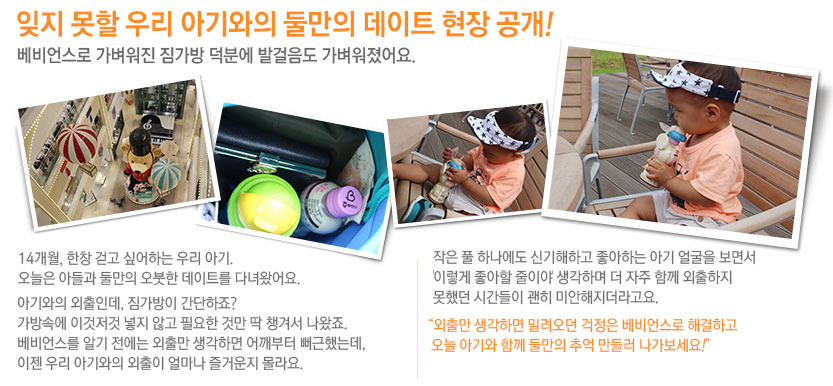 잊지 못할 우리 아기와의 둘만의 데이트 현장 공개!
베비언스로 가벼워진 짐가방 덕분에 발걸음도 가벼워졌어요.
14개월, 한창 걷고 싶어하는 우리 아기.
오늘은 아들과 둘만의 오붓한 데이트를 다녀왔어요.
아기와의 외출인데, 짐가방이 간단하죠?
가방속에 이것저것 넣지 않고 필요한 것만 딱 챙겨서 나왔죠.
베비언스를 알기 전에는 외출만 생각하면 어깨부터 뻐근했는데,
이젠 우리 아기와의 외출이 얼마나 즐거운지 몰라요.
작은 풀 하나에도 신기해하고 좋아하는 아기 얼굴을 보면서
'이렇게 좋아할 줄이야' 생각하며 더 자주 함께 외출하지
못했던 시간들이 괜히 미안해지더라고요.
“외출만 생각하면 밀려오던 걱정은 베비언스로 해결하고
오늘 아기와 함께 둘만의 추억 만들러 나가보세요!”